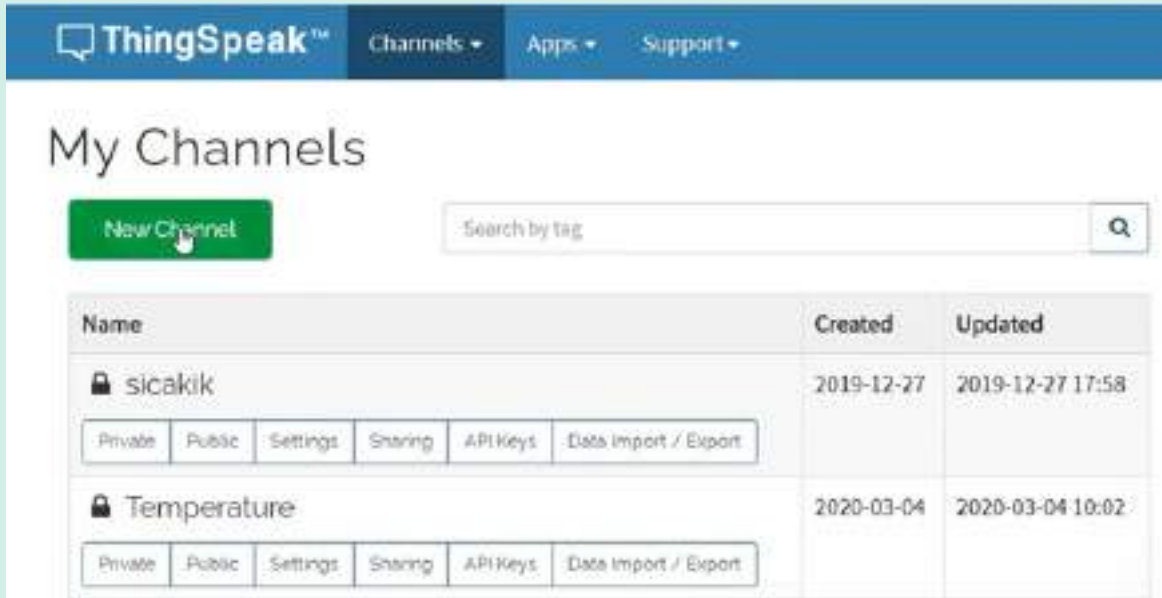 ThingSpeak™ Channels Apps Support
My Channels
New Channel Search by tag
Name Created Updated
sicakik 2019-12-27 2019-12-27 17:58
Private Public Settings Sharing API Keys Data Import / Export
Temperature 2020-03-04 2020-03-04 10:02
Private Public Settings Sharing API Keys Data Import / Export